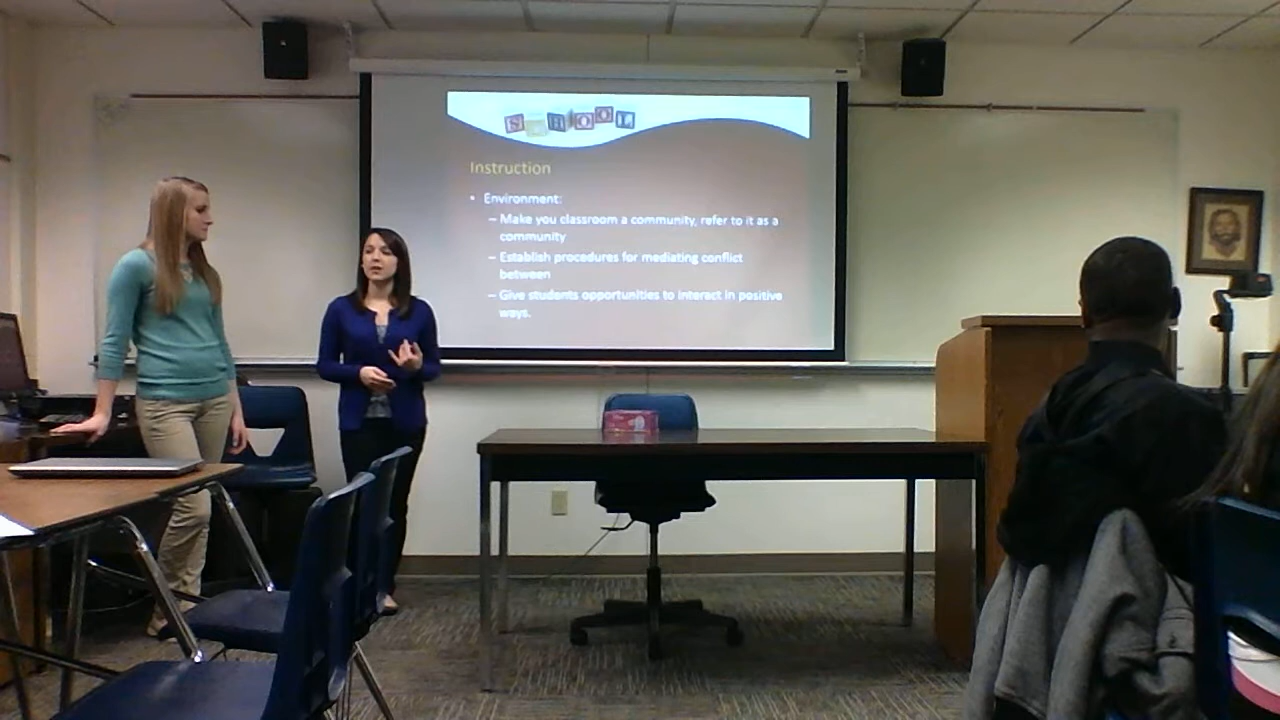 SCHOOL
Instruction
• Environment:
– Make you classroom a community, refer to it as a
community
– Establish procedures for mediating conflict
between
– Give students opportunities to interact in positive
ways.